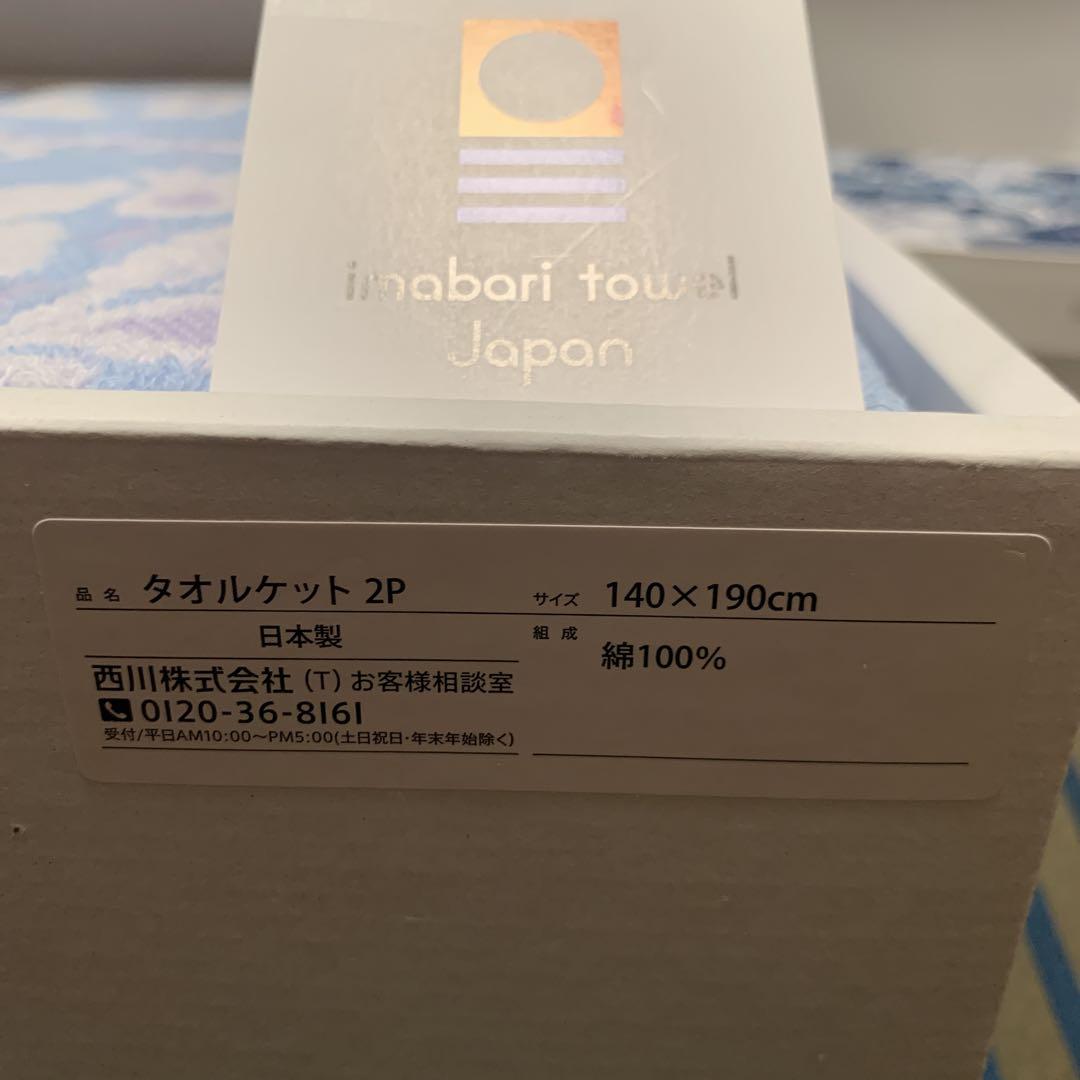 imabari towel
Japan
品名 タオルケット 2P
日本製
西川株式会社 (T) お客様相談室
0120-36-8161
受付/平日AM10:00〜PM5:00(土日祝日・年末年始除く)
サイズ 140×190cm
組成
綿100%